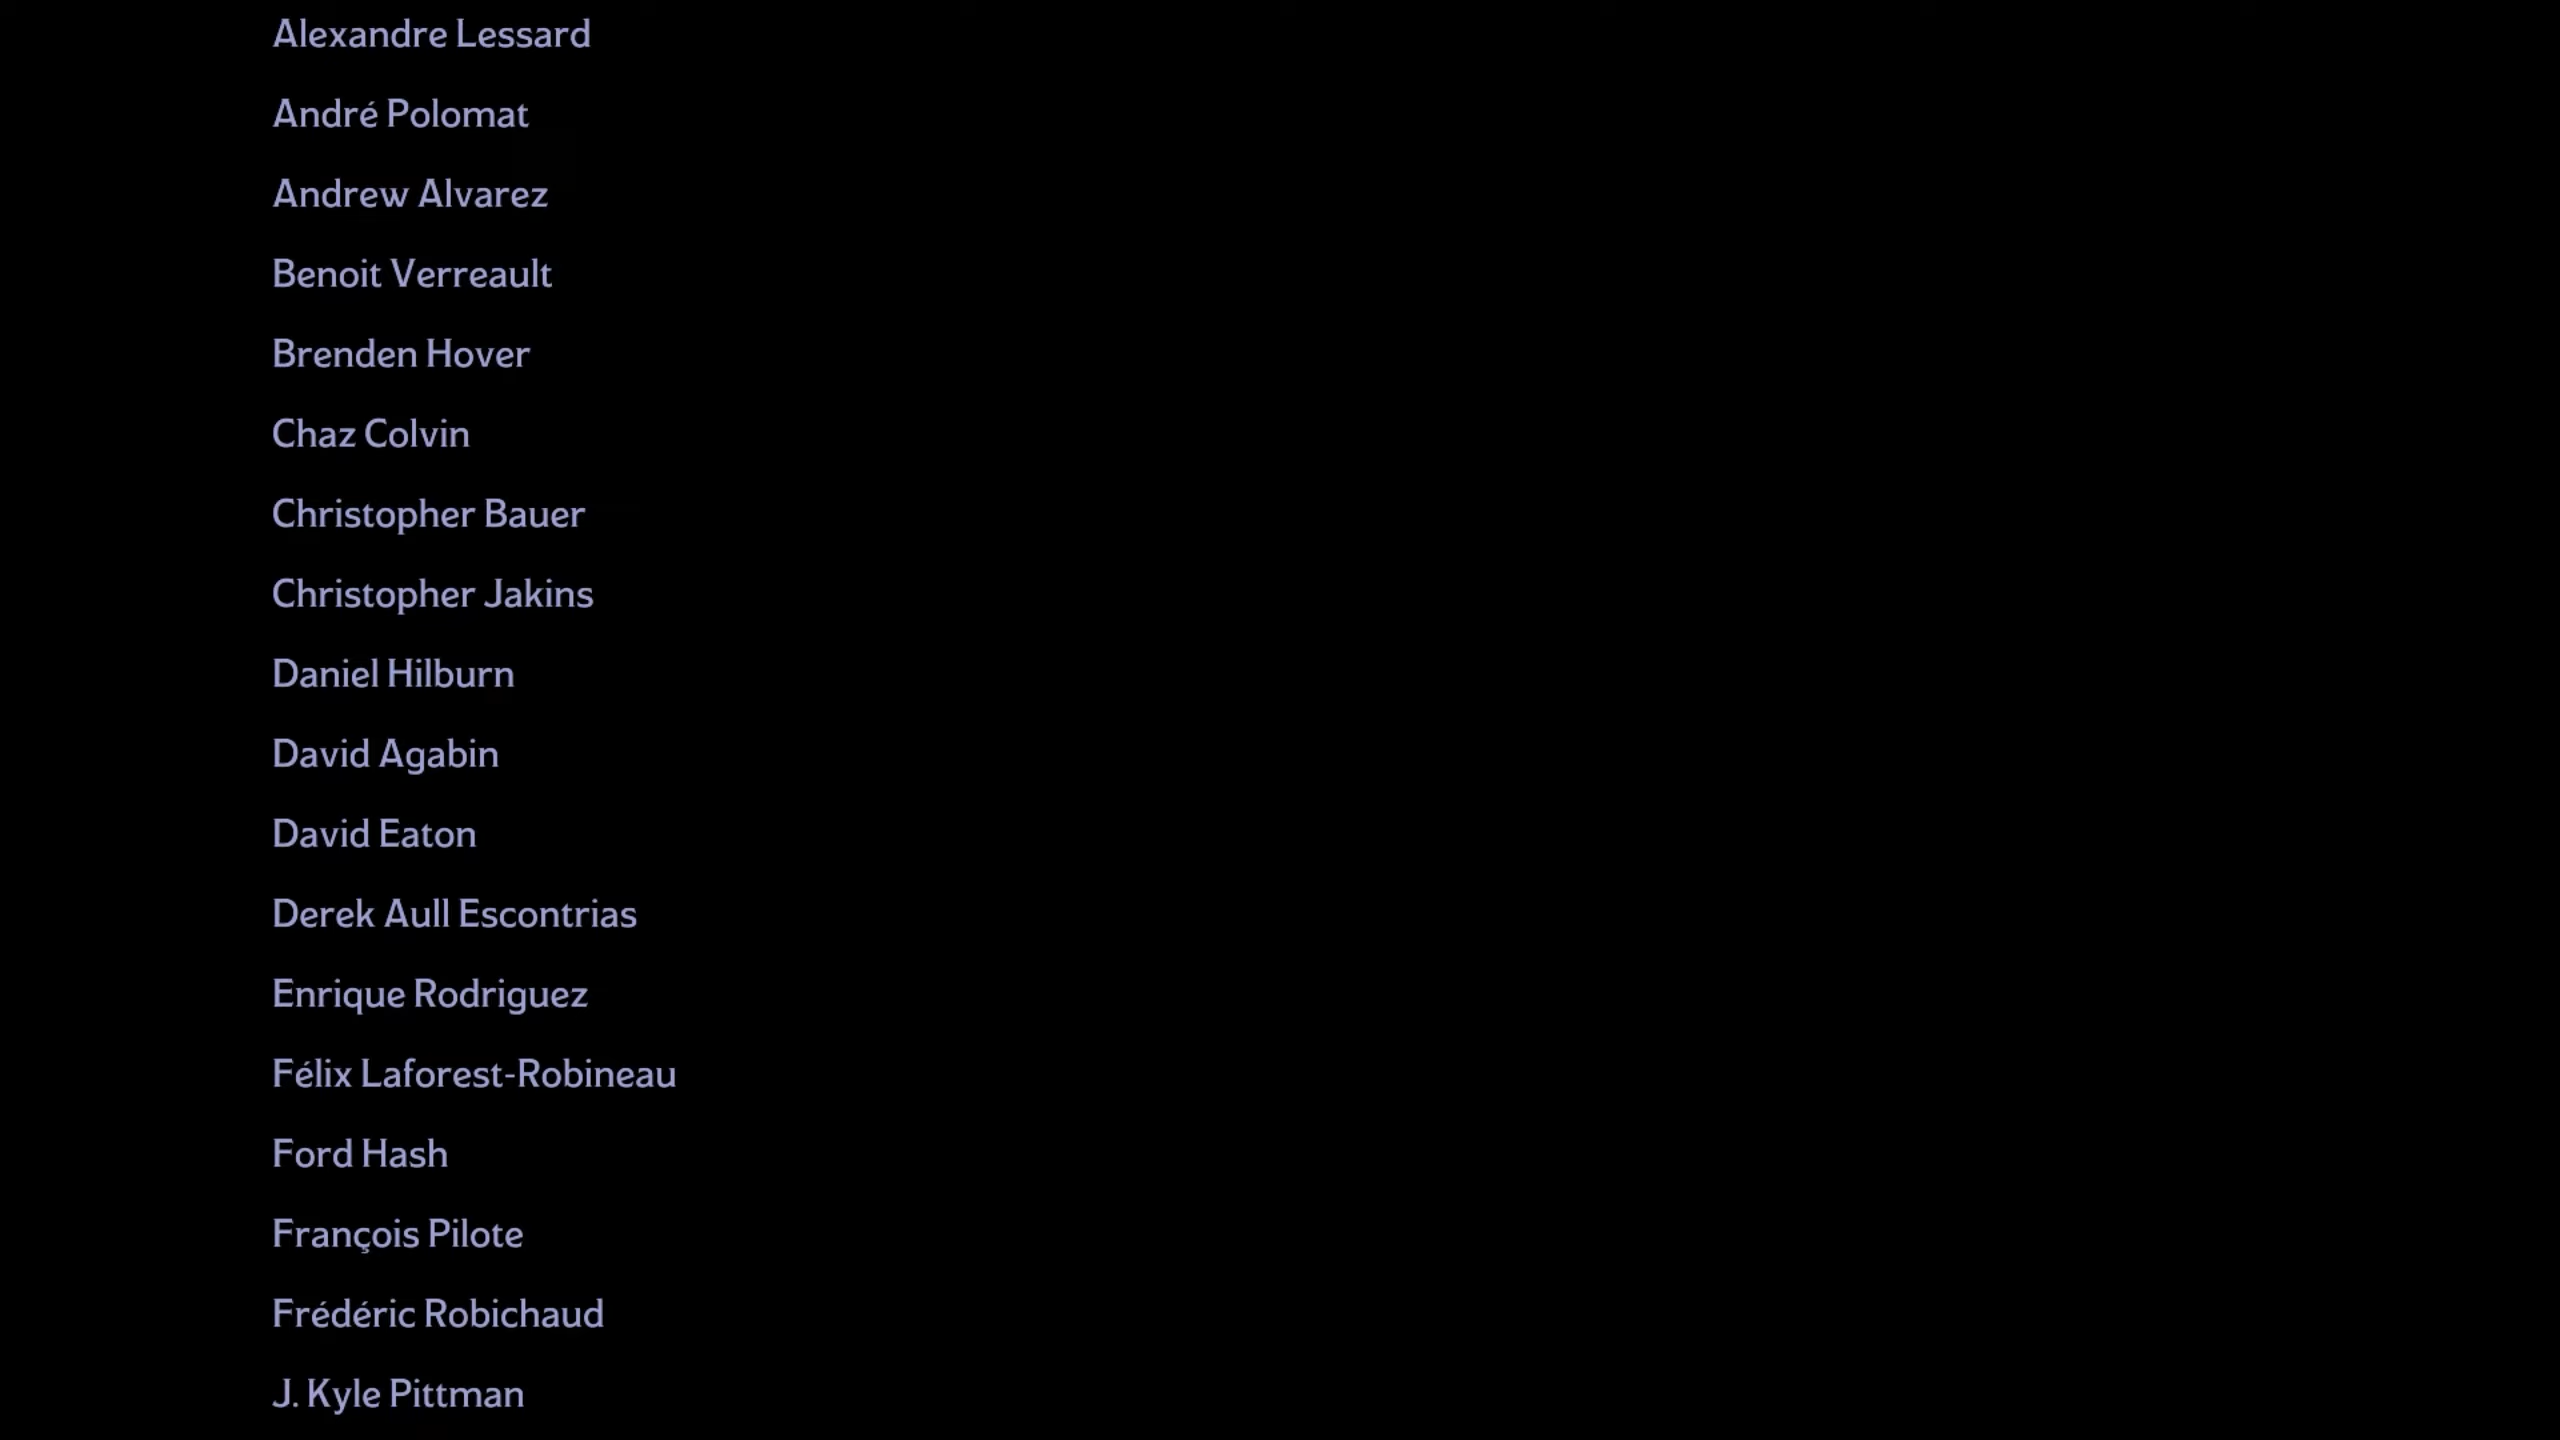 Alexandre Lessard
André Polomat
Andrew Alvarez
Benoit Verreault
Brenden Hover
Chaz Colvin
Christopher Bauer
Christopher Jakins
Daniel Hilburn
David Agabin
David Eaton
Derek Aull Escontrias
Enrique Rodriguez
Félix Laforest-Robineau
Ford Hash
François Pilote
Frédéric Robichaud
J. Kyle Pittman